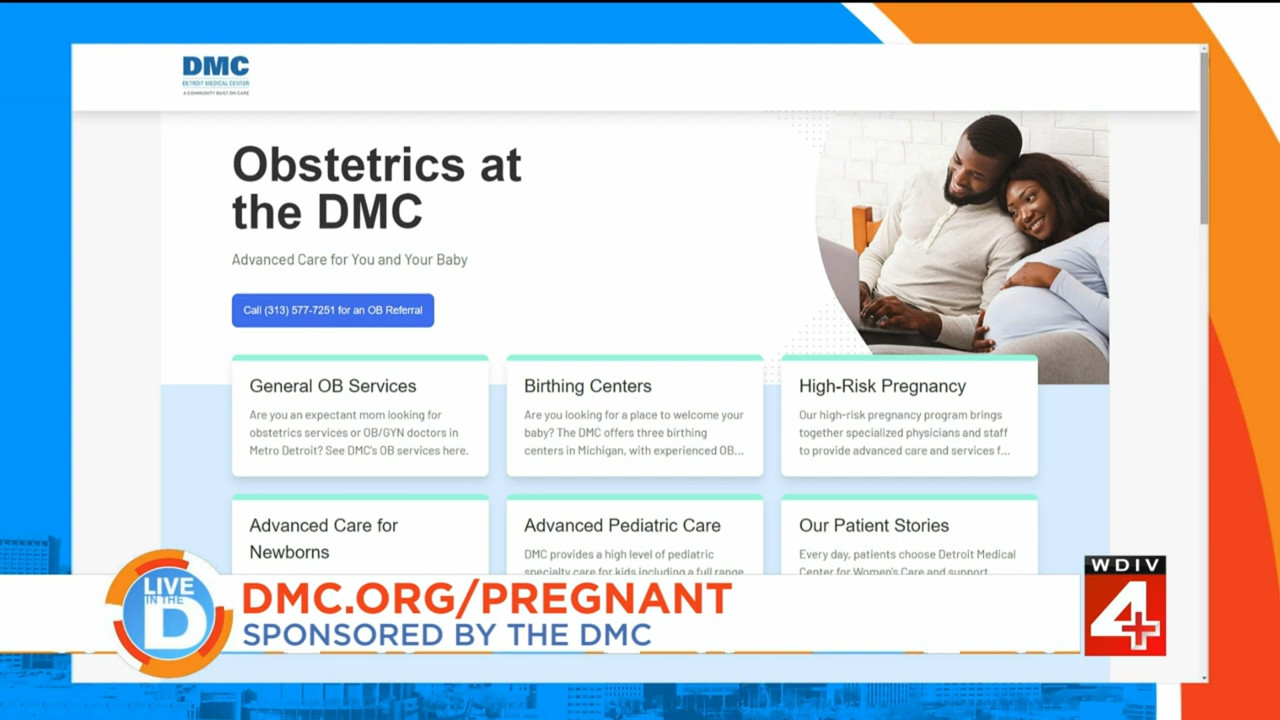 DMC
DETROIT MEDICAL CENTER
A COMMUNITY BUILT ON CARE
Obstetrics at
the DMC
Advanced Care for You and Your Baby
Call (313) 577-7251 for an OB Referral
General OB Services
Are you an expectant mom looking for
obstetrics services or OB/GYN doctors in
Metro Detroit? See DMC's OB services here.
Birthing Centers
Are you looking for a place to welcome your
baby? The DMC offers three birthing
centers in Michigan, with experienced OB...
High-Risk Pregnancy
Our high-risk pregnancy program brings
together specialized physicians and staff
to provide advanced care and services f...
Advanced Care for
Newborns
Advanced Pediatric Care
DMC provides a high level of pediatric
specialty care for kids including a full range
Our Patient Stories
Every day, patients choose Detroit Medical
Center for Women's Care and support
LIVE
IN THE
D
DMC.ORG/PREGNANT
SPONSORED BY THE DMC
WDIV
4